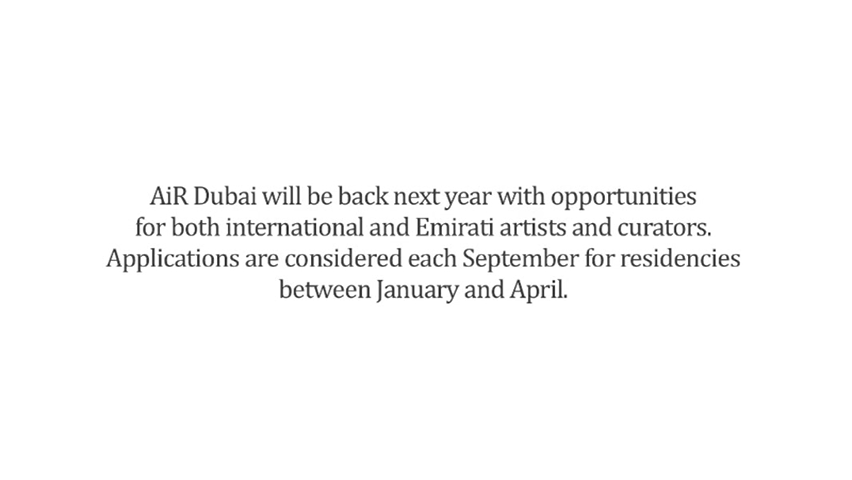 AiR Dubai will be back next year with opportunities
for both international and Emirati artists and curators.
Applications are considered each September for residencies
between January and April.